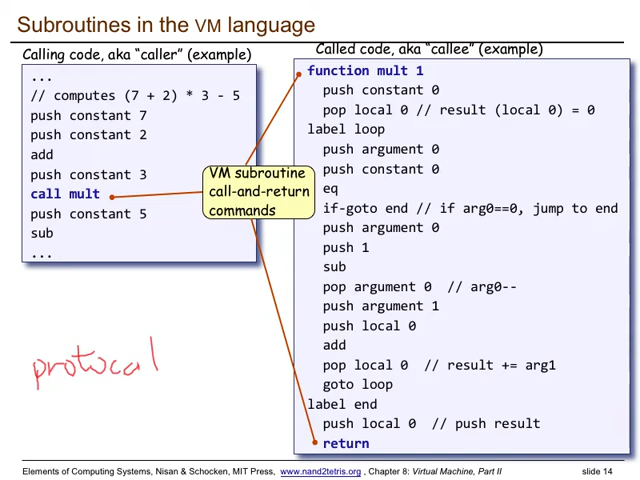 Subroutines in the VM language
Calling code, aka “caller” (example)
...
// computes (7 + 2) * 3 - 5
push constant 7
push constant 2
add
push constant 3
call mult
push constant 5
sub
...
VM subroutine
call-and-return
commands
Called code, aka “callee” (example)
function mult 1
push constant 0
pop local 0 // result (local 0) = 0
label loop
push argument 0
push constant 0
eq
if-goto end // if arg0==0, jump to end
push argument 0
push 1
sub
pop argument 0 // arg0--
push argument 1
push local 0
add
pop local 0 // result += arg1
goto loop
label end
push local 0 // push result
return
protocal
Elements of Computing Systems, Nisan & Schocken, MIT Press, www.nand2tetris.org , Chapter 8: Virtual Machine, Part II
slide 14